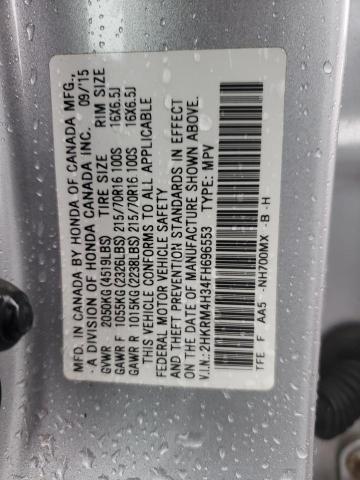 MFD. IN CANADA BY HONDA OF CANADA MFG.,
A DIVISION OF HONDA CANADA INC. 09/'15
TIRE SIZE RIM SIZE
GVWR 2050KG(4519LBS)
GAWR F 1055KG(2326LBS) 215/70R16 100S 16X6.5J
GAWR R 1015KG(2238LBS) 215/70R16 100S 16X6.5J
THIS VEHICLE CONFORMS TO ALL APPLICABLE
FEDERAL MOTOR VEHICLE SAFETY
AND THEFT PREVENTION STANDARDS IN EFFECT
ON THE DATE OF MANUFACTURE SHOWN ABOVE.
V.I.N.: 2HKRM4H34FH696553 TYPE: MPV
TFE F AA5 -NH700MX -B-H